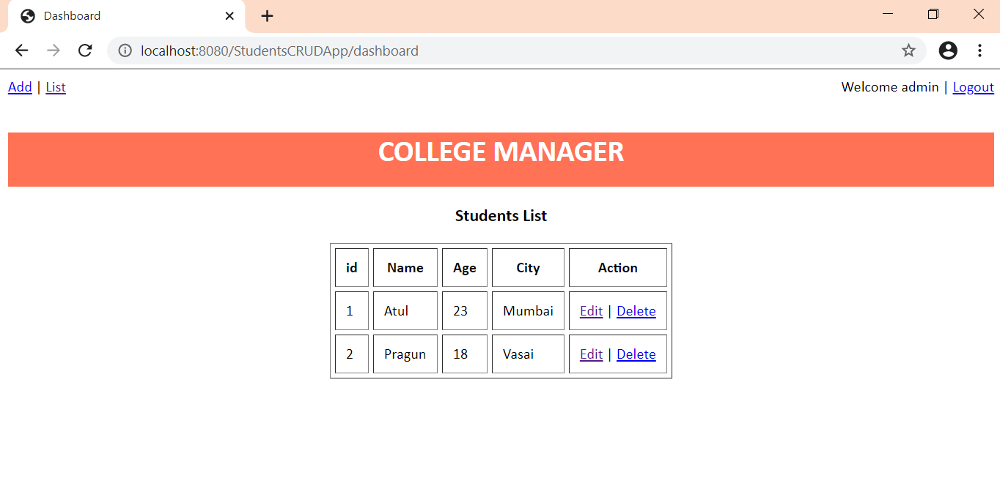 Dashboard
localhost:8080/StudentsCRUDApp/dashboard
Add | List Welcome admin | Logout
COLLEGE MANAGER
Students List
id Name Age City Action
1 Atul 23 Mumbai Edit | Delete
2 Pragun 18 Vasai Edit | Delete